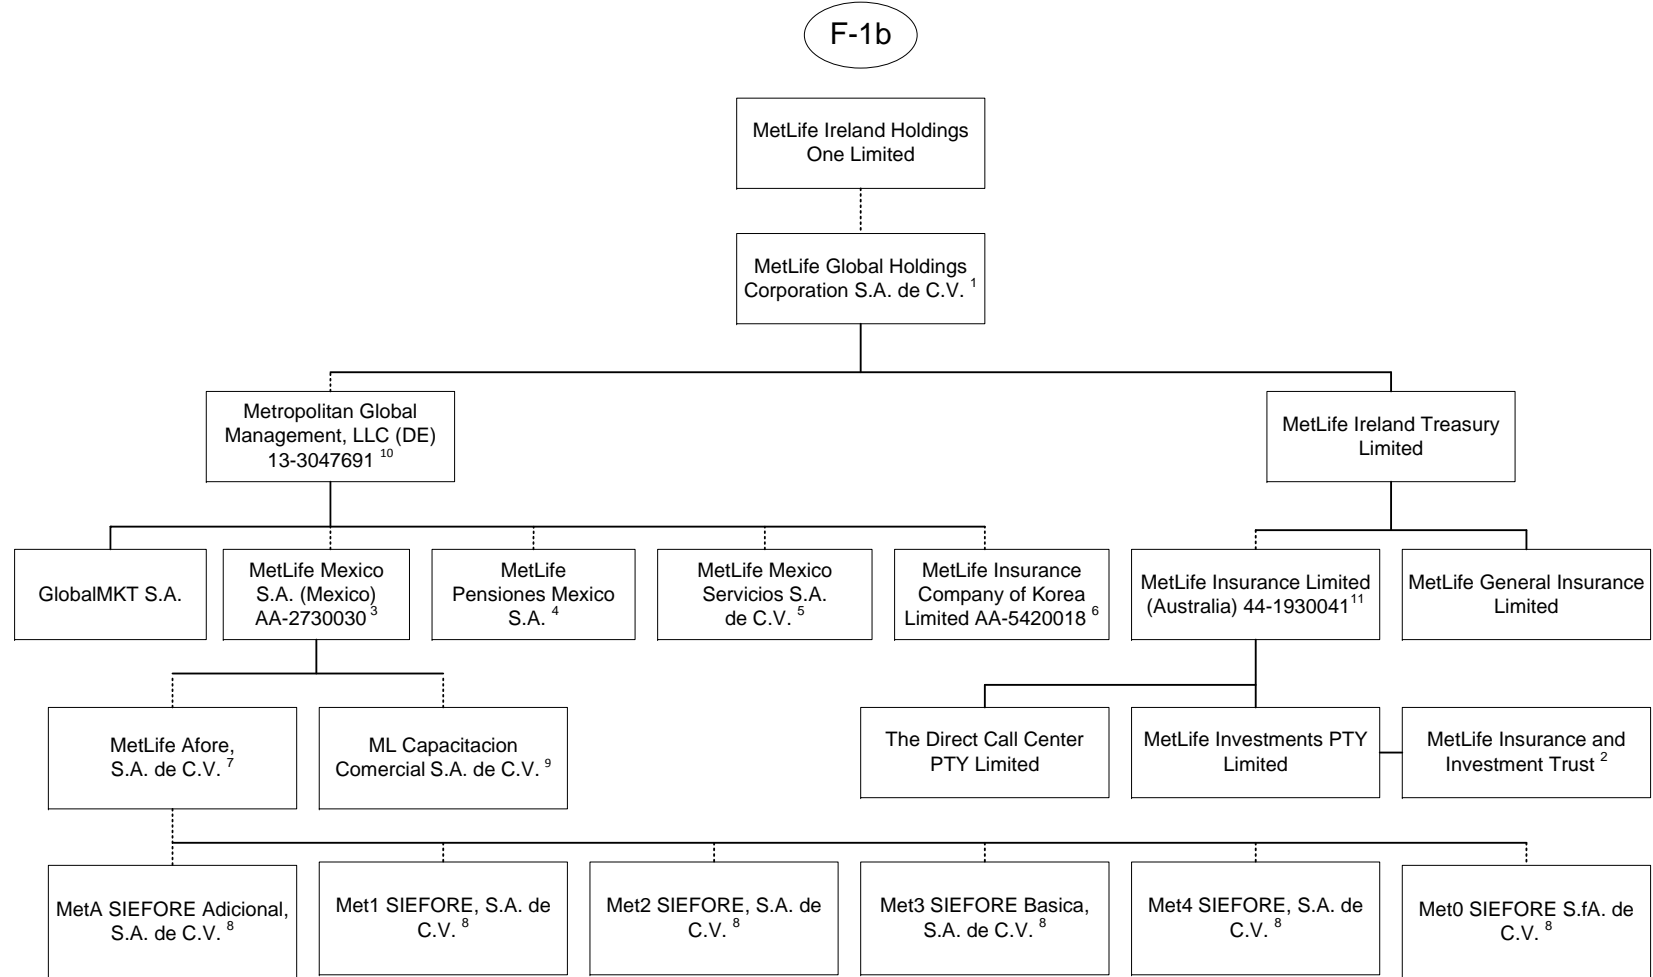 F-1b
MetLife Ireland Holdings
One Limited
MetLife Global Holdings
Corporation S.A. de C.V. 1
Metropolitan Global
Management, LLC (DE)
13-3047691 10
MetLife Ireland Treasury
Limited
GlobalMKT S.A.
MetLife Mexico
S.A. (Mexico)
AA-2730030 3
MetLife
Pensiones Mexico
S.A. 4
MetLife Mexico
Servicios S.A.
de C.V. 5
MetLife Insurance
Company of Korea
Limited AA-5420018 6
MetLife Insurance Limited
(Australia) 44-1930041 11
MetLife General Insurance
Limited
MetLife Afore,
S.A. de C.V. 7
ML Capacitacion
Comercial S.A. de C.V. 9
The Direct Call Center
PTY Limited
MetLife Investments PTY
Limited
MetLife Insurance and
Investment Trust 2
MetA SIEFORE Adicional,
S.A. de C.V. 8
Met1 SIEFORE, S.A. de
C.V. 8
Met2 SIEFORE, S.A. de
C.V. 8
Met3 SIEFORE Basica,
S.A. de C.V. 8
Met4 SIEFORE, S.A. de
C.V. 8
Met0 SIEFORE S.fA. de
C.V. 8